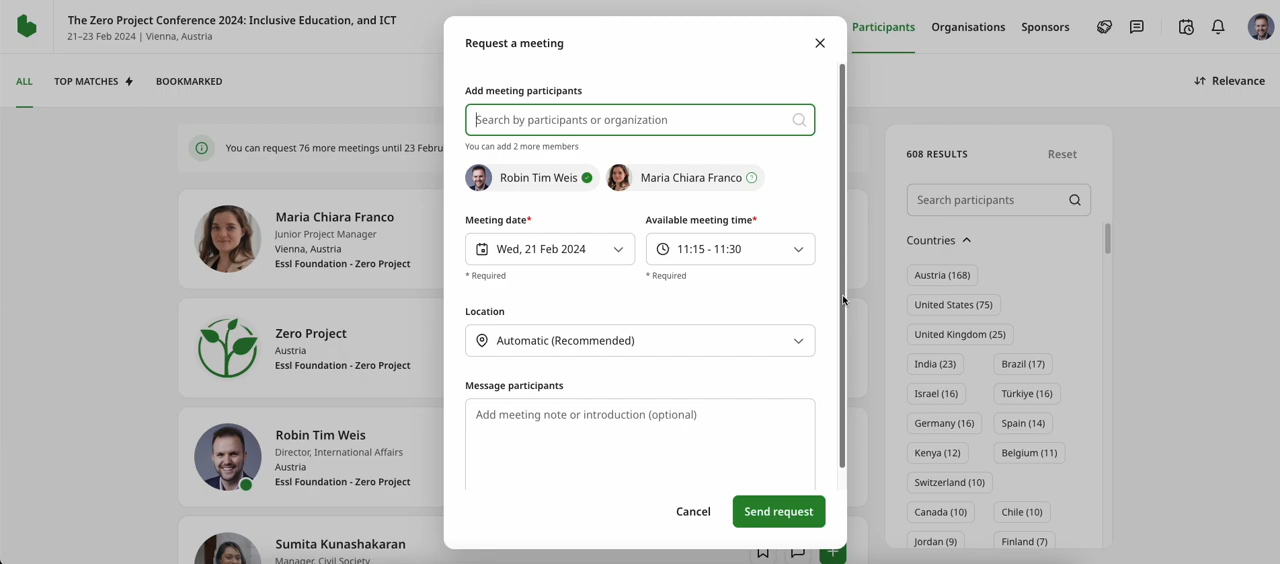 The Zero Project Conference 2024: Inclusive Education, and ICT
21–23 Feb 2024 | Vienna, Austria
Participants
Organisations
Sponsors
ALL
TOP MATCHES
BOOKMARKED
Relevance
You can request 76 more meetings until 23 Febru
Maria Chiara Franco
Junior Project Manager
Vienna, Austria
Essl Foundation - Zero Project
Zero Project
Austria
Essl Foundation - Zero Project
Robin Tim Weis
Director, International Affairs
Austria
Essl Foundation - Zero Project
Sumita Kunashakaran
Manager, Civil Society
Request a meeting
Add meeting participants
Search by participants or organization
You can add 2 more members
Robin Tim Weis
Maria Chiara Franco
Meeting date*
Available meeting time*
Wed, 21 Feb 2024
11:15 - 11:30
* Required
* Required
Location
Automatic (Recommended)
Message participants
Add meeting note or introduction (optional)
Cancel
Send request
608 RESULTS
Reset
Search participants
Countries
Austria (168)
United States (75)
United Kingdom (25)
India (23)
Brazil (17)
Israel (16)
Türkiye (16)
Germany (16)
Spain (14)
Kenya (12)
Belgium (11)
Switzerland (10)
Canada (10)
Chile (10)
Jordan (9)
Finland (7)